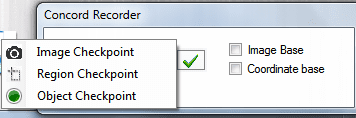 Concord Recorder
Image Checkpoint
Region Checkpoint
Object Checkpoint
Image Base
Coordinate base